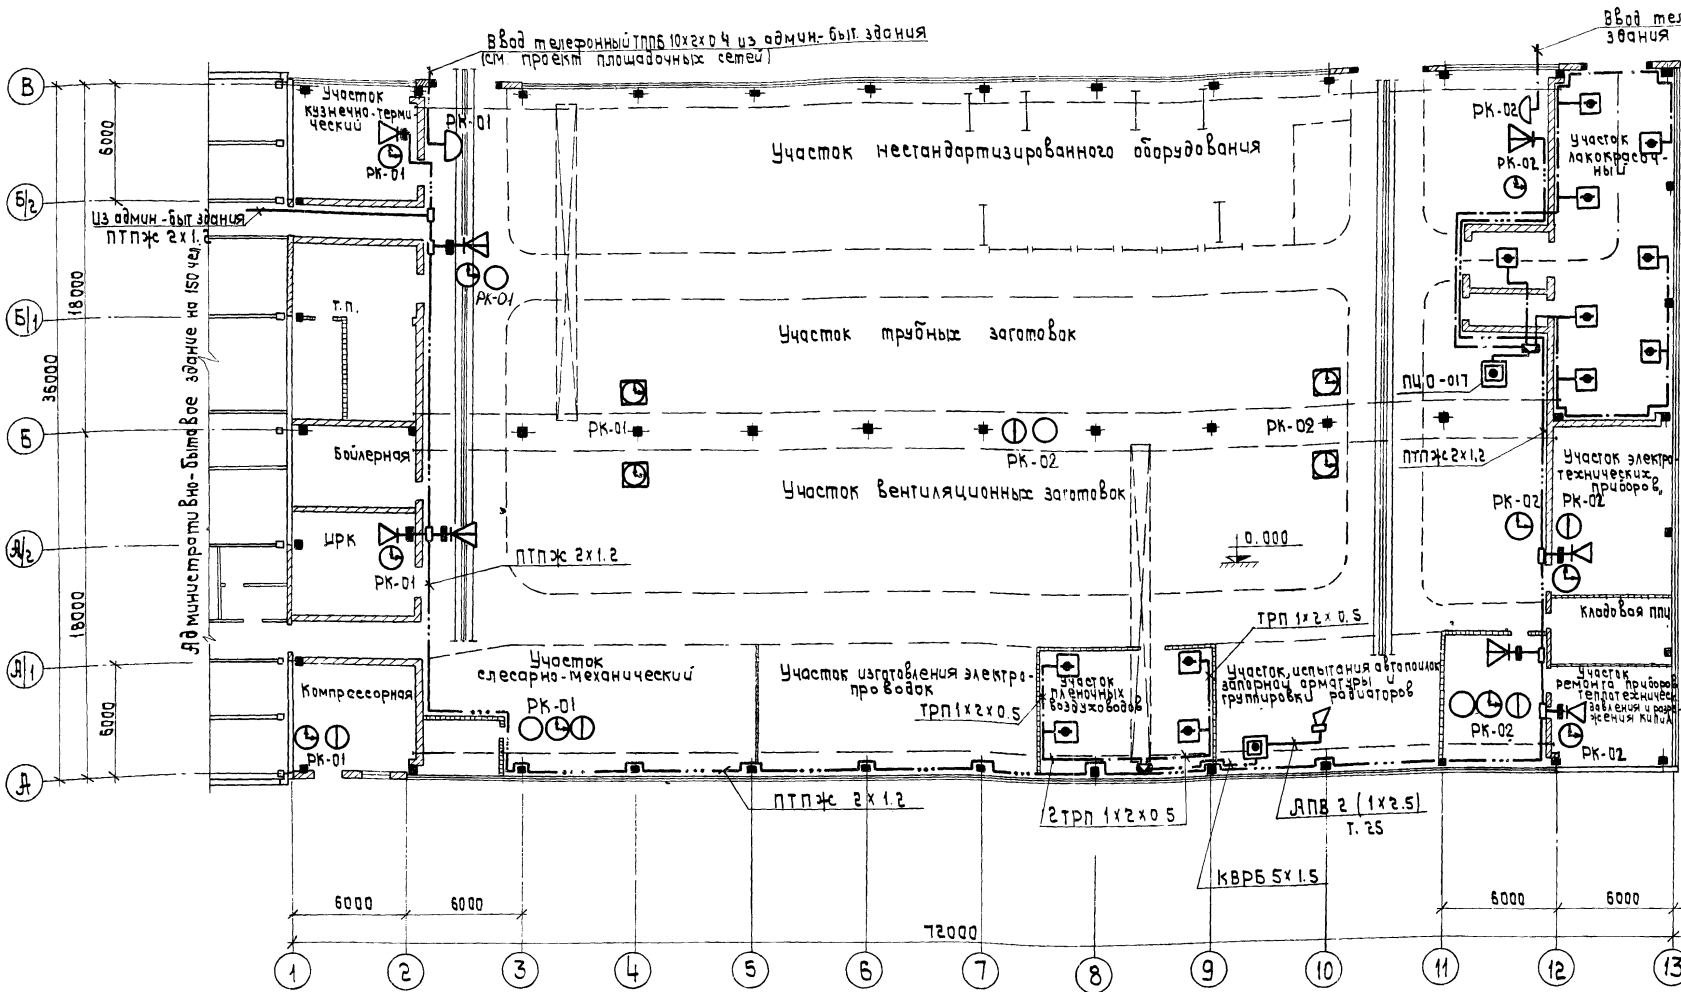 Ввод телефонный ТППБ 10х2х0 4 из админ-быт. здания
(см. проект площадочных сетей)
Ввод
здания
В
Участок
кузнечно-терми-
ческий
РК-01
РК-01
6000
Участок нестандартизированного оборудования
РК-02
РК-02
Участок
лакокрасоч-
ный
Б/2
Из админ-быт здания
ПТПЖ 2х1.2
РК-01
18000
36000
Административно-бытовое здание на 150 чел.
Б/1
Т.П.
Участок трубных заготовок
ПЦО-017
Б
Бойлерная
РК-01
РК-02
РК-02
ПТПЖ 2х1.2
Участок электро-
технических
приборов
Участок вентиляционных заготовок
РК-02
РК-02
А/2
ИРК
РК-01
ПТПЖ 2х1.2
0.000
18000
Кладовая ППЦ
ТРП 1х2х0.5
А/1
Участок
слесарно-механический
РК-01
Компрессорная
РК-01
6000
Участок изготовления электро-
проводок
ТРП 1х2х0.5
Участок
пленочных
воздуховодов
Участок, испытания автопоилок
запорной арматуры и
группировки радиаторов
РК-02
Участок
ремонта приборов
РК-02
А
ПТПЖ 2х1.2
2ТРП 1х2х0 5
АПВ 2 (1х2.5)
Т. 25
КВРБ 5х1.5
6000
6000
6000
6000
72000
1
2
3
4
5
6
7
8
9
10
11
12
13